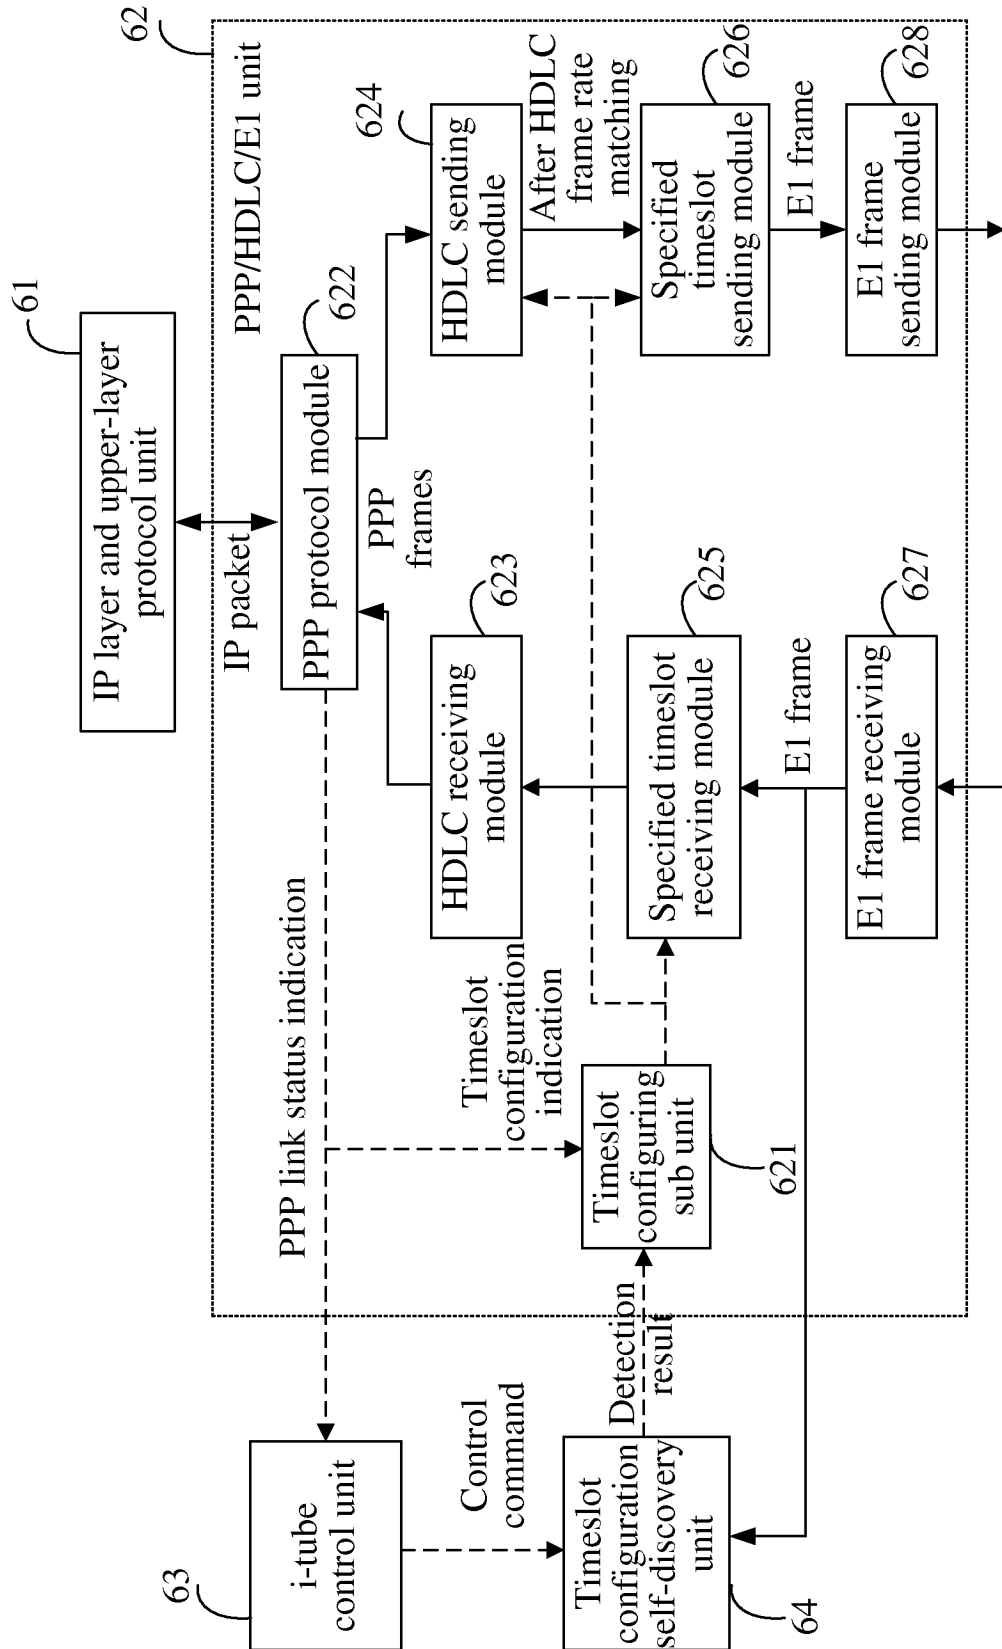 61
IP layer and upper-layer
protocol unit
62
IP packet
PPP/HDLC/E1 unit
622
PPP protocol module
PPP link status indication
PPP
frames
63
i-tube
control unit
623
HDLC receiving
module
624
HDLC sending
module
Control
command
Timeslot
configuration
indication
After HDLC
frame rate
matching
Timeslot
configuration
self-discovery
unit
64
Detection
result
Timeslot
configuring
sub unit
621
Specified timeslot
receiving module
625
Specified
timeslot
sending module
626
E1 frame
E1 frame
E1 frame receiving
module
627
E1 frame
sending module
628